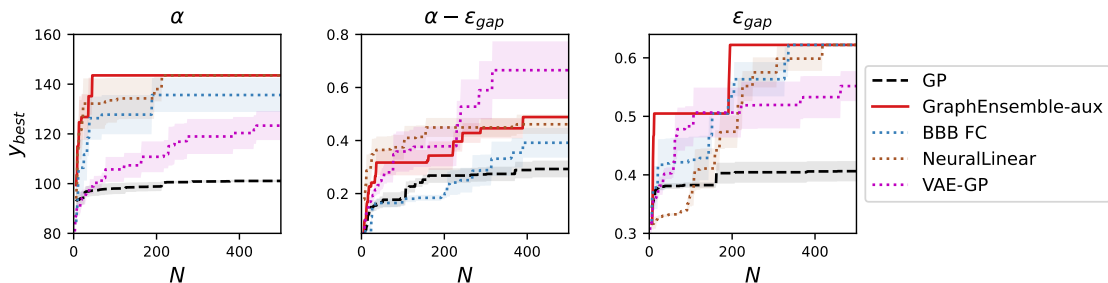 α
α − ε_gap
ε_gap
y_best
160
140
120
100
80
0
200
400
N
0.8
0.6
0.4
0.2
0
200
400
N
0.6
0.5
0.4
0.3
0
200
400
N
GP
GraphEnsemble-aux
BBB FC
NeuralLinear
VAE-GP